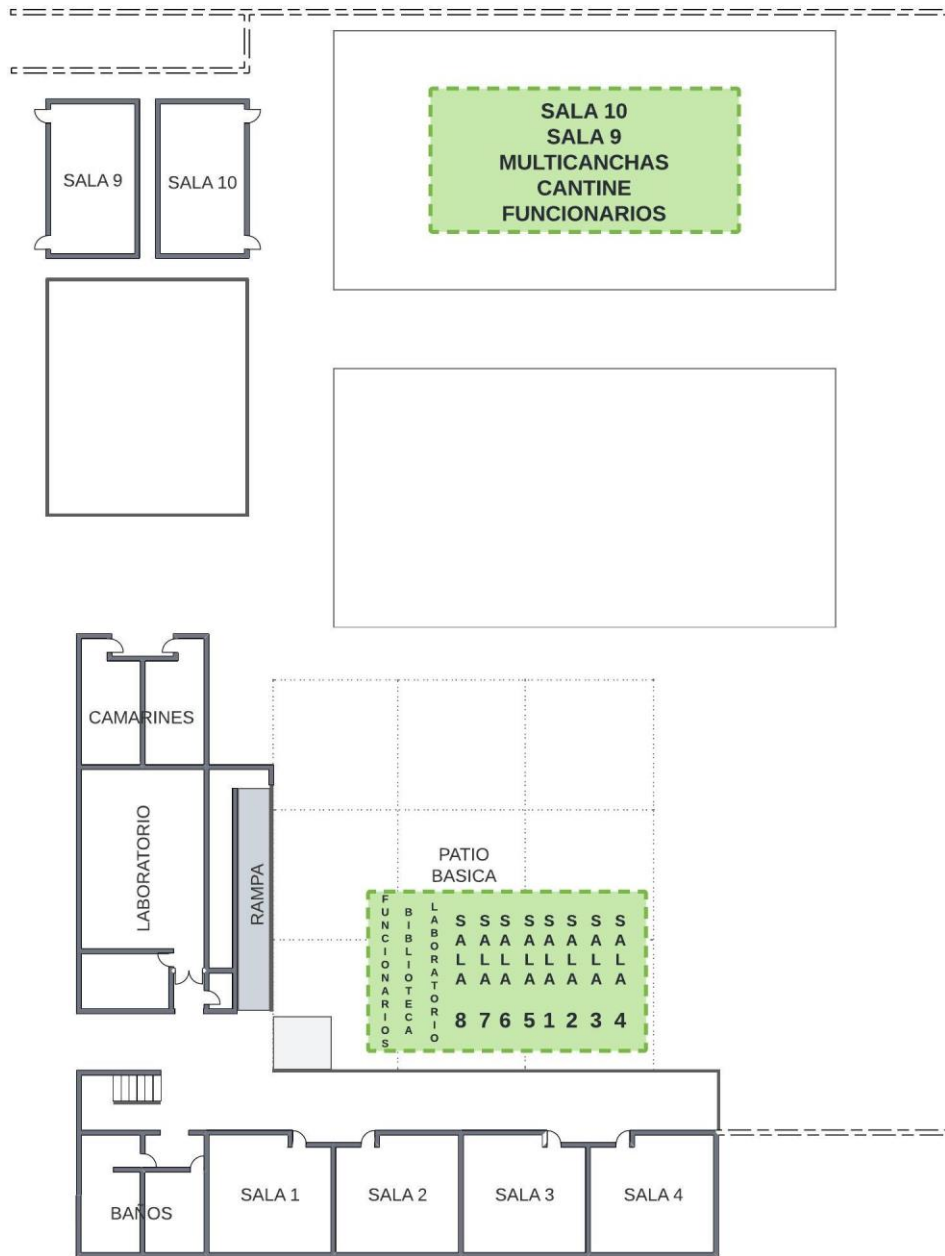 SALA 10
SALA 9
MULTICANCHAS
CANTINE
FUNCIONARIOS
SALA 9
SALA 10
CAMARINES
LABORATORIO
RAMPA
PATIO
BASICA
FUNCIONARIOS
BIBLIOTECA
LABORATORIO
SALA 8
SALA 7
SALA 6
SALA 5
SALA 1
SALA 2
SALA 3
SALA 4
SALA 1
SALA 2
SALA 3
SALA 4
BAÑOS